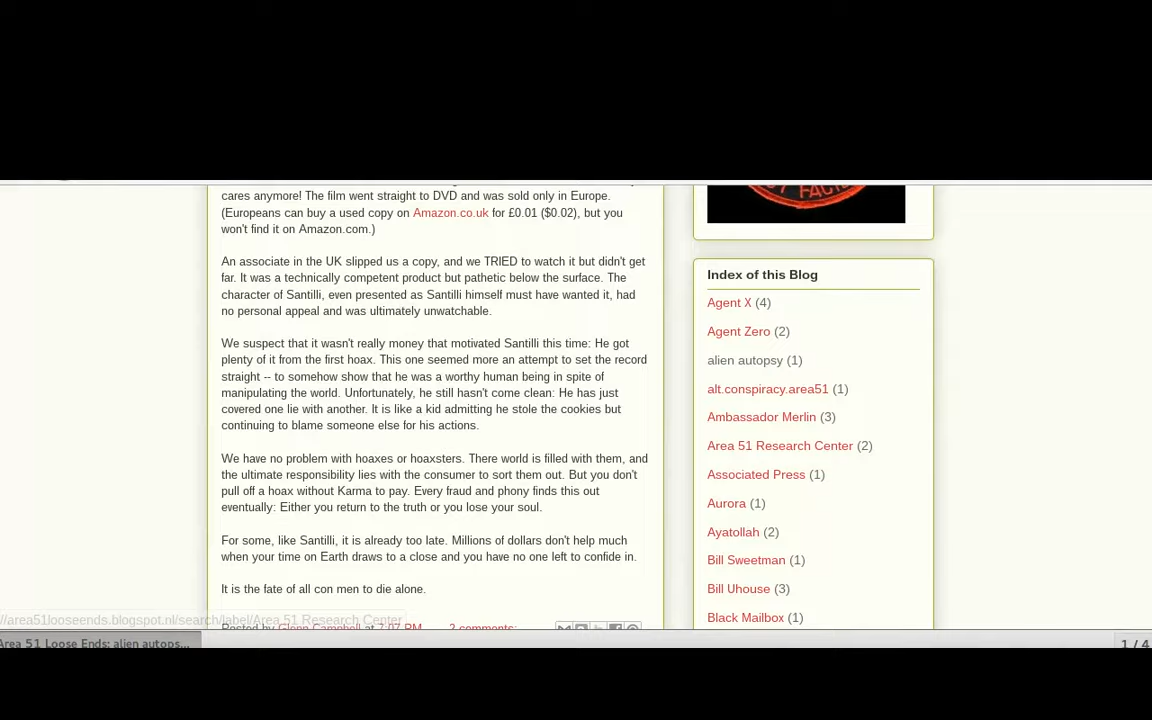 cares anymore! The film went straight to DVD and was sold only in Europe.
(Europeans can buy a used copy on Amazon.co.uk for £0.01 ($0.02), but you
won't find it on Amazon.com.)
An associate in the UK slipped us a copy, and we TRIED to watch it but didn't get
far. It was a technically competent product but pathetic below the surface. The
character of Santilli, even presented as Santilli himself must have wanted it, had
no personal appeal and was ultimately unwatchable.
We suspect that it wasn't really money that motivated Santilli this time: He got
plenty of it from the first hoax. This one seemed more an attempt to set the record
straight -- to somehow show that he was a worthy human being in spite of
manipulating the world. Unfortunately, he still hasn't come clean: He has just
covered one lie with another. It is like a kid admitting he stole the cookies but
continuing to blame someone else for his actions.
We have no problem with hoaxes or hoaxsters. There world is filled with them, and
the ultimate responsibility lies with the consumer to sort them out. But you don't
pull off a hoax without Karma to pay. Every fraud and phony finds this out
eventually: Either you return to the truth or you lose your soul.
For some, like Santilli, it is already too late. Millions of dollars don't help much
when your time on Earth draws to a close and you have no one left to confide in.
It is the fate of all con men to die alone.
Posted by Glenn Campbell at 7:07 PM 2 comments:
Index of this Blog
Agent X (4)
Agent Zero (2)
alien autopsy (1)
alt.conspiracy.area51 (1)
Ambassador Merlin (3)
Area 51 Research Center (2)
Associated Press (1)
Aurora (1)
Ayatollah (2)
Bill Sweetman (1)
Bill Uhouse (3)
Black Mailbox (1)
//area51looseends.blogspot.nl/search/label/Area 51 Research Center
Area 51 Loose Ends: alien autops...
1 / 4